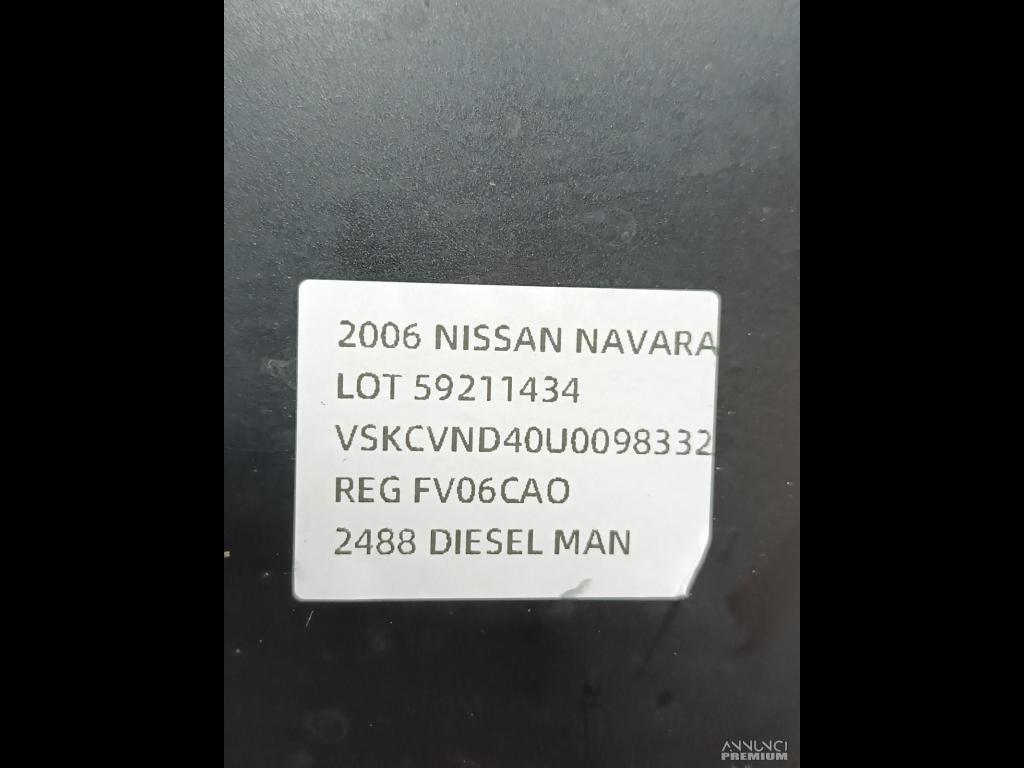 2006 NISSAN NAVARA
LOT 59211434
VSKCVND40U0098332
REG FV06CAO
2488 DIESEL MAN
ANNUNCI
PREMIUM